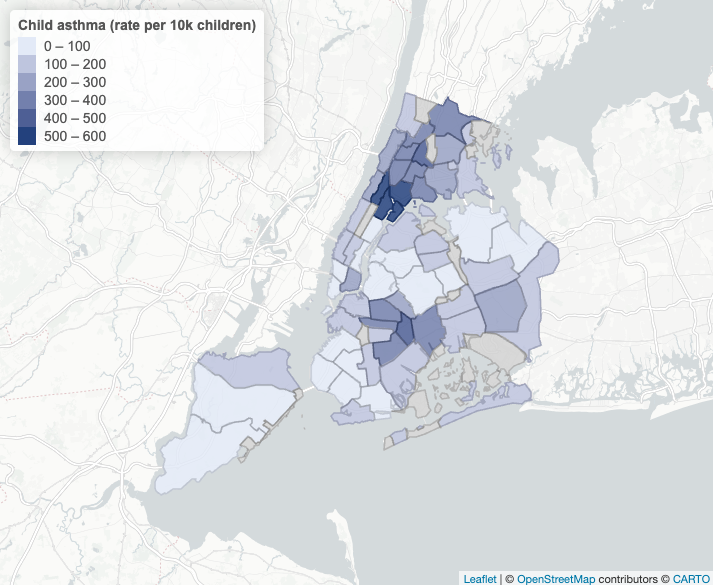 Child asthma (rate per 10k children)
0 – 100
100 – 200
200 – 300
300 – 400
400 – 500
500 – 600
Leaflet | © OpenStreetMap contributors © CARTO